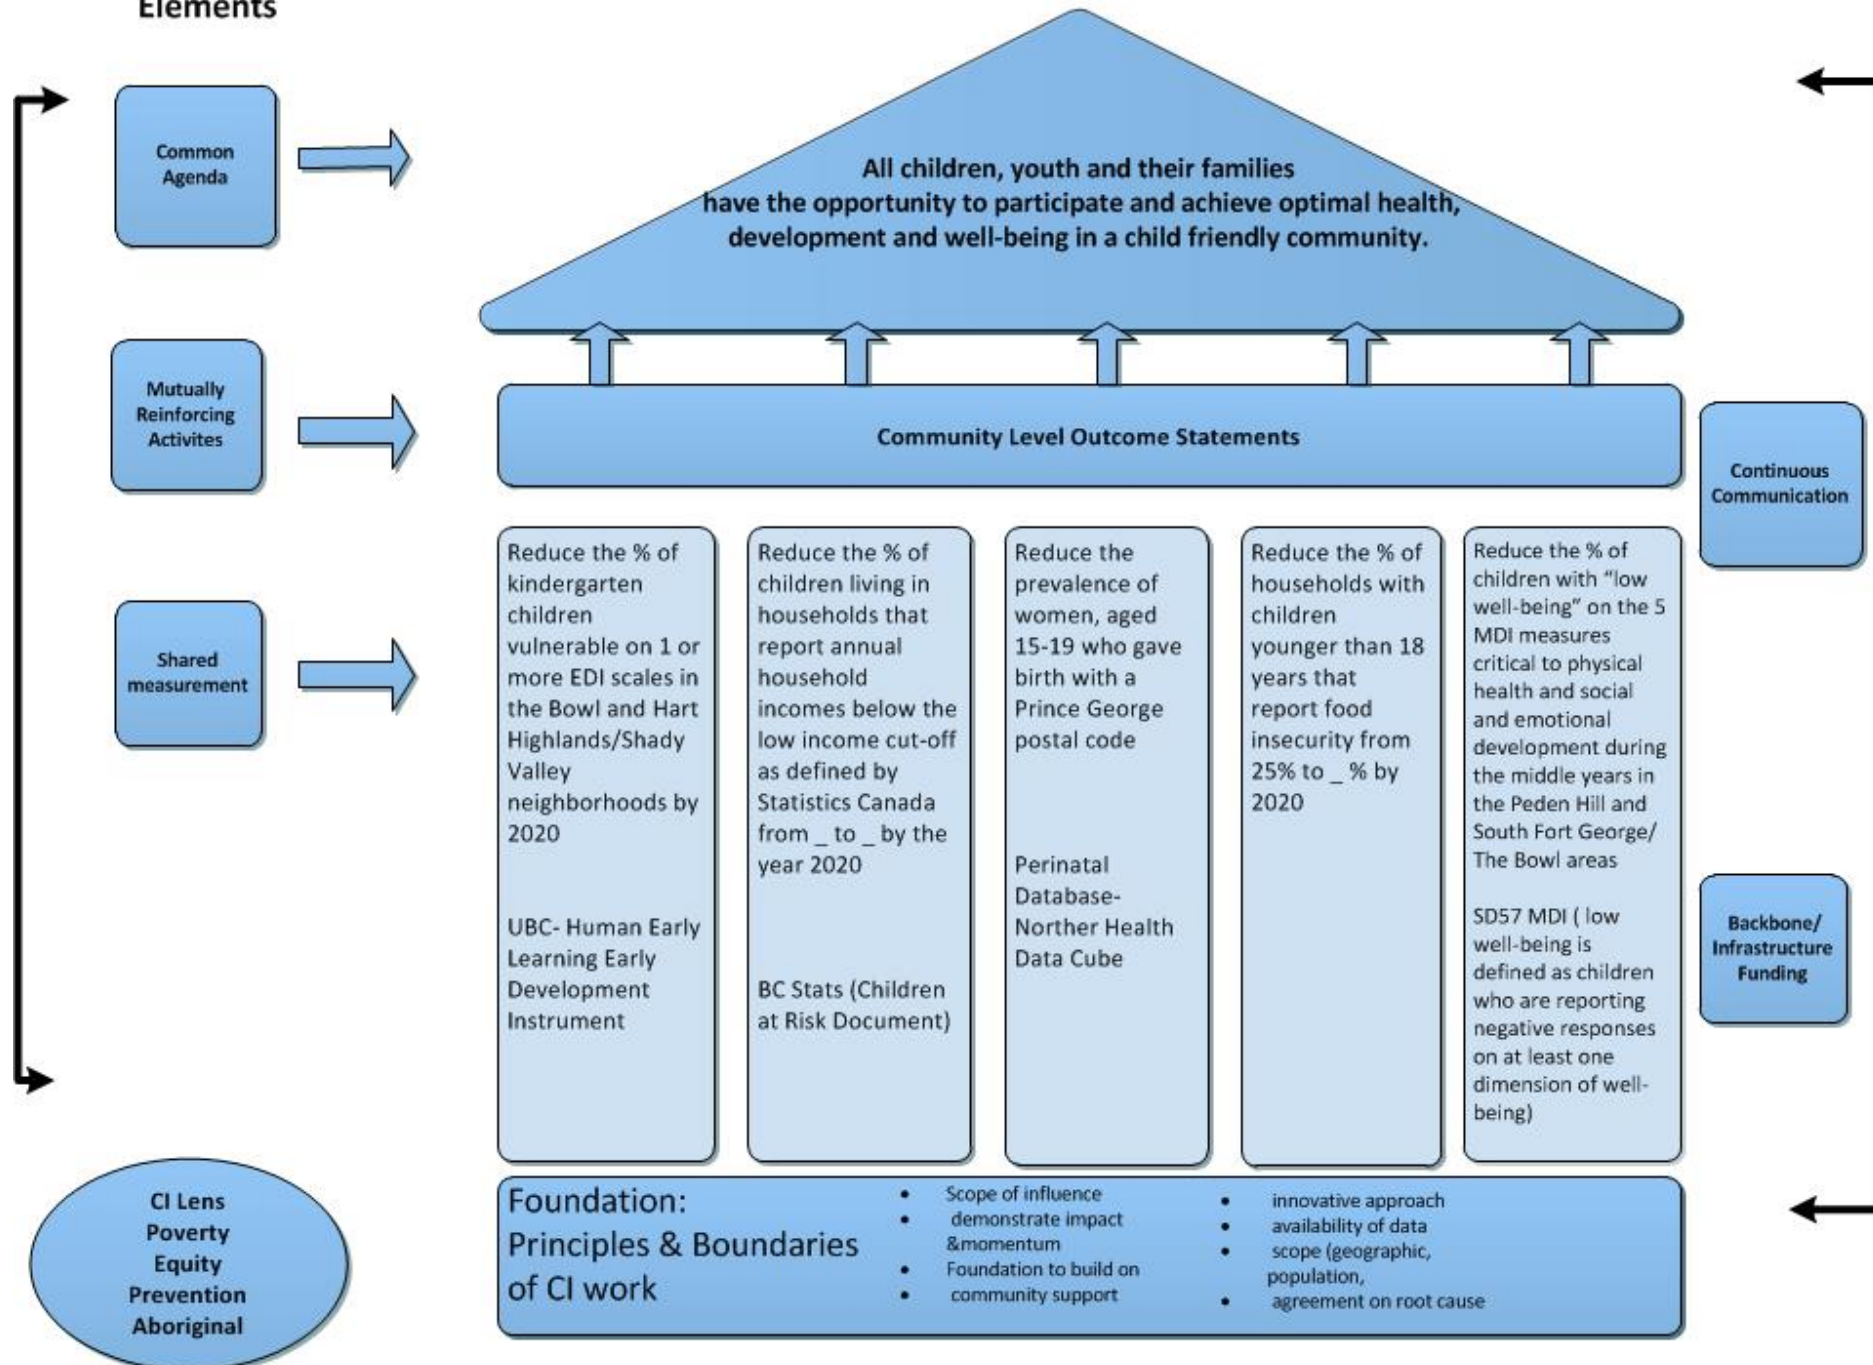 Elements
Common
Agenda
All children, youth and their families
have the opportunity to participate and achieve optimal health,
development and well-being in a child friendly community.
Mutually
Reinforcing
Activites
Community Level Outcome Statements
Continuous
Communication
Shared
measurement
Reduce the % of
kindergarten
children
vulnerable on 1 or
more EDI scales in
the Bowl and Hart
Highlands/Shady
Valley
neighborhoods by
2020
UBC- Human Early
Learning Early
Development
Instrument
Reduce the % of
children living in
households that
report annual
household
incomes below the
low income cut-off
as defined by
Statistics Canada
from _ to _ by the
year 2020
BC Stats (Children
at Risk Document)
Reduce the
prevalence of
women, aged
15-19 who gave
birth with a
Prince George
postal code
Perinatal
Database-
Norther Health
Data Cube
Reduce the % of
households with
children
younger than 18
years that
report food
insecurity from
25% to _ % by
2020
Reduce the % of
children with “low
well-being” on the 5
MDI measures
critical to physical
health and social
and emotional
development during
the middle years in
the Peden Hill and
South Fort George/
The Bowl areas
SD57 MDI ( low
well-being is
defined as children
who are reporting
negative responses
on at least one
dimension of well-
being)
Backbone/
Infrastructure
Funding
CI Lens
Poverty
Equity
Prevention
Aboriginal
Foundation:
Principles & Boundaries
of CI work
• Scope of influence
• demonstrate impact
&momentum
• Foundation to build on
• community support
• innovative approach
• availability of data
• scope (geographic,
population,
• agreement on root cause